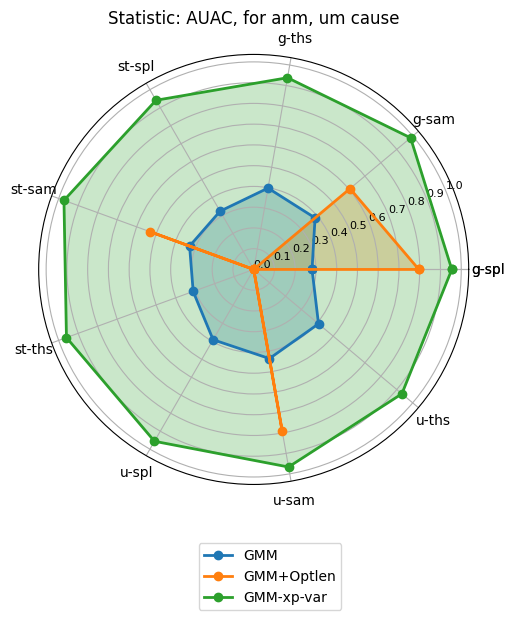 Statistic: AUAC, for anm, um cause
g-ths
st-spl
g-sam
st-sam
0.0 0.1 0.2 0.3 0.4 0.5 0.6 0.7 0.8 0.9 1.0
g-spl
st-ths
u-ths
u-spl
u-sam
GMM
GMM+Optlen
GMM-xp-var